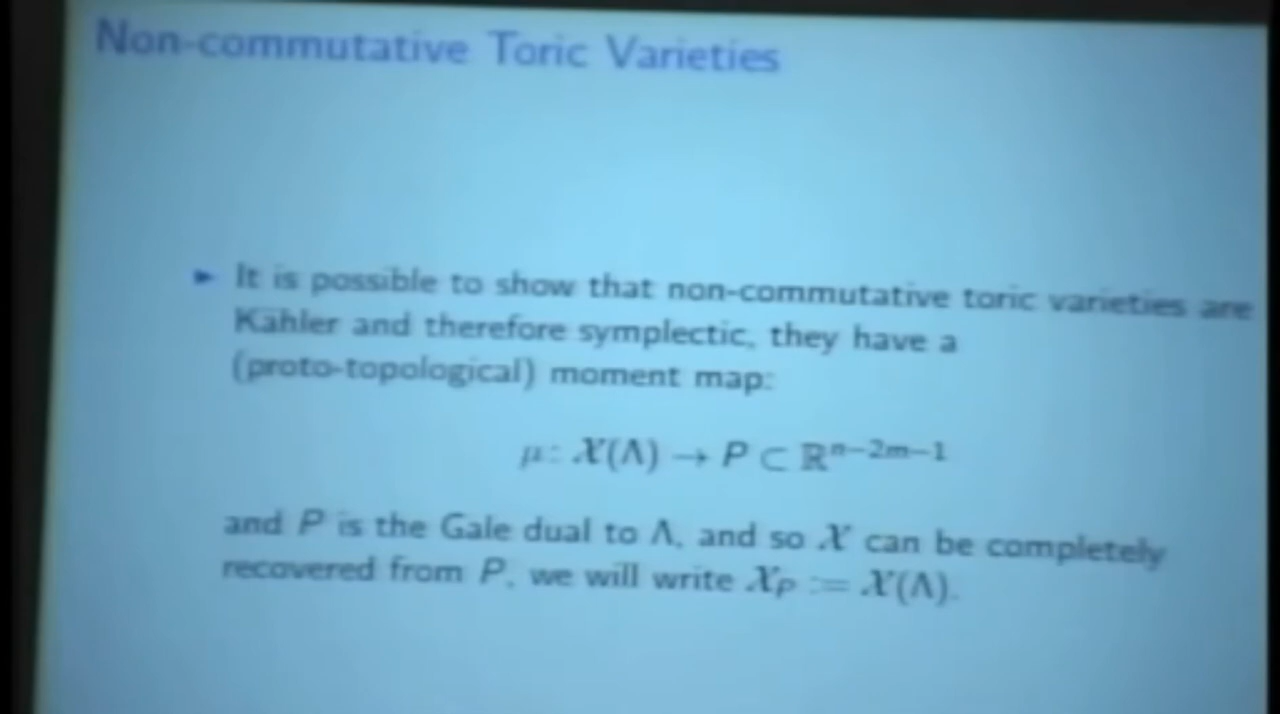 Non-commutative Toric Varieties
► It is possible to show that non-commutative toric varieties are
Kähler and therefore symplectic, they have a
(proto-topological) moment map:
μ: 𝒳(Λ) → P ⊂ ℝⁿ⁻²ᵐ⁻¹
and P is the Gale dual to Λ, and so 𝒳 can be completely
recovered from P, we will write 𝒳_P := 𝒳(Λ).